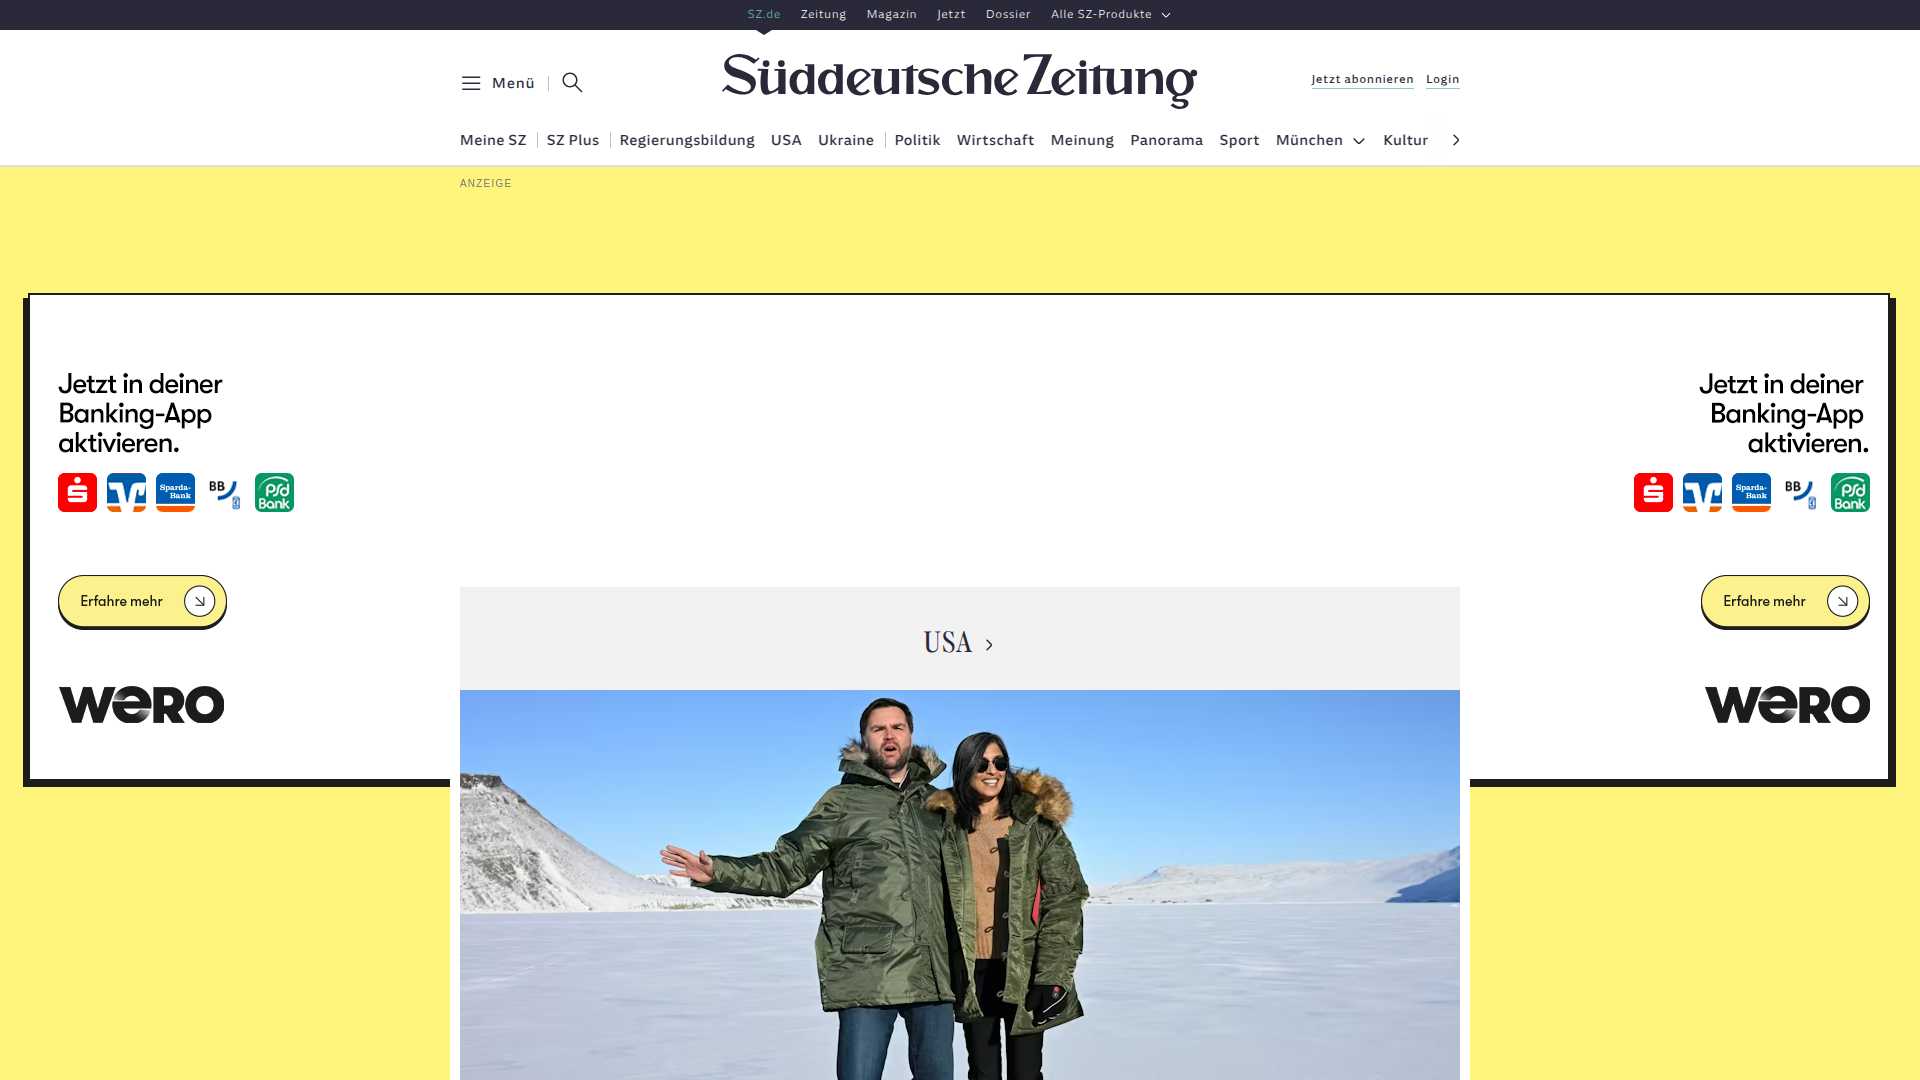 SZ.de Zeitung Magazin Jetzt Dossier Alle SZ-Produkte
Menü
Süddeutsche Zeitung
Jetzt abonnieren Login
Meine SZ SZ Plus Regierungsbildung USA Ukraine Politik Wirtschaft Meinung Panorama Sport München Kultur
ANZEIGE
Jetzt in deiner
Banking-App
aktivieren.
Sparda-
Bank
BB
psd
Bank
Erfahre mehr
wero
Jetzt in deiner
Banking-App
aktivieren.
Sparda-
Bank
BB
psd
Bank
Erfahre mehr
wero
USA